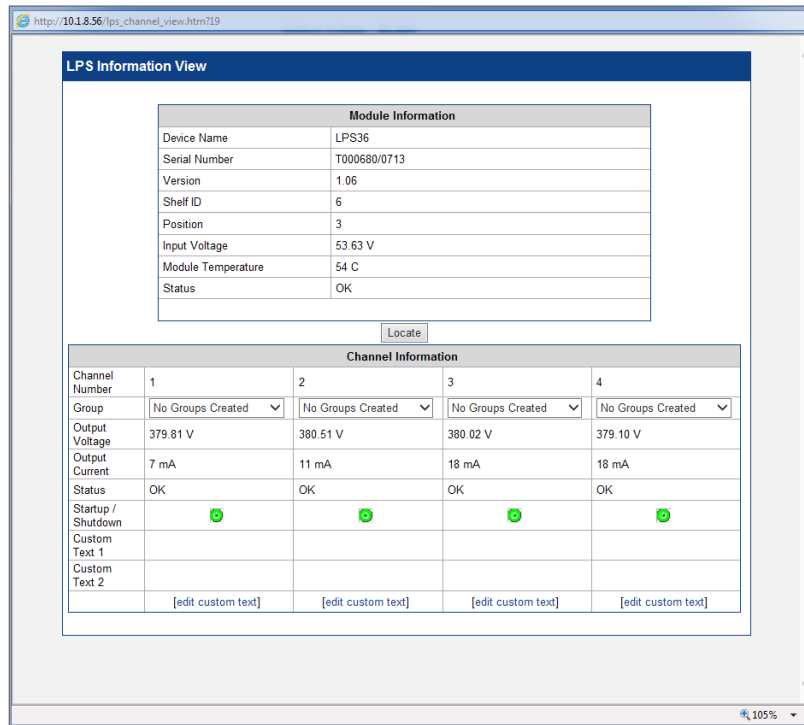 http://10.1.8.56/lps_channel_view.htm?19
LPS Information View
Module Information
Device Name LPS36
Serial Number T000680/0713
Version 1.06
Shelf ID 6
Position 3
Input Voltage 53.63 V
Module Temperature 54 C
Status OK
Locate
Channel Information
Channel
Number 1 2 3 4
Group No Groups Created No Groups Created No Groups Created No Groups Created
Output
Voltage 379.81 V 380.51 V 380.02 V 379.10 V
Output
Current 7 mA 11 mA 18 mA 18 mA
Status OK OK OK OK
Startup /
Shutdown
Custom
Text 1
Custom
Text 2
[edit custom text] [edit custom text] [edit custom text] [edit custom text]
105%